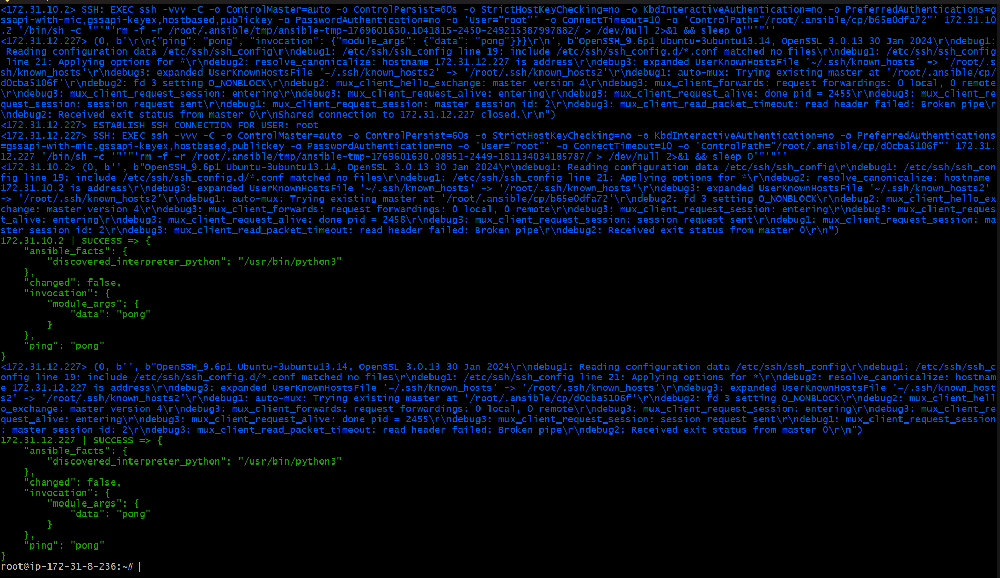 <172.31.10.2> SSH: EXEC ssh -vvv -C -o ControlMaster=auto -o ControlPersist=60s -o StrictHostKeyChecking=no -o KbdInteractiveAuthentication=no -o PreferredAuthentications=g
ssapi-with-mic,gssapi-keyex,hostbased,publickey -o PasswordAuthentication=no -o 'User="root"' -o ConnectTimeout=10 -o 'ControlPath="/root/.ansible/cp/b65e0dfa72"' 172.31.10
.2 '/bin/sh -c '"'"'rm -f -r /root/.ansible/tmp/ansible-tmp-1769601630.1041815-2450-249215387997882/ > /dev/null 2>&1 && sleep 0'"'"''
<172.31.12.227> (0, b'\r\n{"ping": "pong", "invocation": {"module_args": {"data": "pong"}}}\r\n', b"OpenSSH_9.6p1 Ubuntu-3ubuntu13.14, OpenSSL 3.0.13 30 Jan 2024\r\ndebug1:
 Reading configuration data /etc/ssh/ssh_config\r\ndebug1: /etc/ssh/ssh_config line 19: include /etc/ssh/ssh_config.d/*.conf matched no files\r\ndebug1: /etc/ssh/ssh_config
 line 21: Applying options for *\r\ndebug2: resolve_canonicalize: hostname 172.31.12.227 is address\r\ndebug3: expanded UserKnownHostsFile '~/.ssh/known_hosts' -> '/root/.s
sh/known_hosts'\r\ndebug3: expanded UserKnownHostsFile '~/.ssh/known_hosts2' -> '/root/.ssh/known_hosts2'\r\ndebug1: auto-mux: Trying existing master at '/root/.ansible/cp/
d0cba5106f'\r\ndebug2: fd 3 setting O_NONBLOCK\r\ndebug2: mux_client_hello_exchange: master version 4\r\ndebug3: mux_client_forwards: request forwardings: 0 local, 0 remote
\r\ndebug3: mux_client_request_session: entering\r\ndebug3: mux_client_request_alive: entering\r\ndebug3: mux_client_request_alive: done pid = 2455\r\ndebug3: mux_client_re
quest_session: session request sent\r\ndebug1: mux_client_request_session: master session id: 2\r\ndebug3: mux_client_read_packet_timeout: read header failed: Broken pipe\r
\ndebug2: Received exit status from master 0\r\nShared connection to 172.31.12.227 closed.\r\n")
<172.31.12.227> ESTABLISH SSH CONNECTION FOR USER: root
<172.31.12.227> SSH: EXEC ssh -vvv -C -o ControlMaster=auto -o ControlPersist=60s -o StrictHostKeyChecking=no -o KbdInteractiveAuthentication=no -o PreferredAuthentications
=gssapi-with-mic,gssapi-keyex,hostbased,publickey -o PasswordAuthentication=no -o 'User="root"' -o ConnectTimeout=10 -o 'ControlPath="/root/.ansible/cp/d0cba5106f"' 172.31.
12.227 '/bin/sh -c '"'"'rm -f -r /root/.ansible/tmp/ansible-tmp-1769601630.08951-2449-181134034185787/ > /dev/null 2>&1 && sleep 0'"'"''
<172.31.10.2> (0, b'', b"OpenSSH_9.6p1 Ubuntu-3ubuntu13.14, OpenSSL 3.0.13 30 Jan 2024\r\ndebug1: Reading configuration data /etc/ssh/ssh_config\r\ndebug1: /etc/ssh/ssh_con
fig line 19: include /etc/ssh/ssh_config.d/*.conf matched no files\r\ndebug1: /etc/ssh/ssh_config line 21: Applying options for *\r\ndebug2: resolve_canonicalize: hostname
172.31.10.2 is address\r\ndebug3: expanded UserKnownHostsFile '~/.ssh/known_hosts' -> '/root/.ssh/known_hosts'\r\ndebug3: expanded UserKnownHostsFile '~/.ssh/known_hosts2'
-> '/root/.ssh/known_hosts2'\r\ndebug1: auto-mux: Trying existing master at '/root/.ansible/cp/b65e0dfa72'\r\ndebug2: fd 3 setting O_NONBLOCK\r\ndebug2: mux_client_hello_ex
change: master version 4\r\ndebug3: mux_client_forwards: request forwardings: 0 local, 0 remote\r\ndebug3: mux_client_request_session: entering\r\ndebug3: mux_client_reques
t_alive: entering\r\ndebug3: mux_client_request_alive: done pid = 2458\r\ndebug3: mux_client_request_session: session request sent\r\ndebug1: mux_client_request_session: ma
ster session id: 2\r\ndebug3: mux_client_read_packet_timeout: read header failed: Broken pipe\r\ndebug2: Received exit status from master 0\r\n")
172.31.10.2 | SUCCESS => {
    "ansible_facts": {
        "discovered_interpreter_python": "/usr/bin/python3"
    },
    "changed": false,
    "invocation": {
        "module_args": {
            "data": "pong"
        }
    },
    "ping": "pong"
}
<172.31.12.227> (0, b'', b"OpenSSH_9.6p1 Ubuntu-3ubuntu13.14, OpenSSL 3.0.13 30 Jan 2024\r\ndebug1: Reading configuration data /etc/ssh/ssh_config\r\ndebug1: /etc/ssh/ssh_c
onfig line 19: include /etc/ssh/ssh_config.d/*.conf matched no files\r\ndebug1: /etc/ssh/ssh_config line 21: Applying options for *\r\ndebug2: resolve_canonicalize: hostnam
e 172.31.12.227 is address\r\ndebug3: expanded UserKnownHostsFile '~/.ssh/known_hosts' -> '/root/.ssh/known_hosts'\r\ndebug3: expanded UserKnownHostsFile '~/.ssh/known_host
s2' -> '/root/.ssh/known_hosts2'\r\ndebug1: auto-mux: Trying existing master at '/root/.ansible/cp/d0cba5106f'\r\ndebug2: fd 3 setting O_NONBLOCK\r\ndebug2: mux_client_hell
o_exchange: master version 4\r\ndebug3: mux_client_forwards: request forwardings: 0 local, 0 remote\r\ndebug3: mux_client_request_session: entering\r\ndebug3: mux_client_re
quest_alive: entering\r\ndebug3: mux_client_request_alive: done pid = 2455\r\ndebug3: mux_client_request_session: session request sent\r\ndebug1: mux_client_request_session
: master session id: 2\r\ndebug3: mux_client_read_packet_timeout: read header failed: Broken pipe\r\ndebug2: Received exit status from master 0\r\n")
172.31.12.227 | SUCCESS => {
    "ansible_facts": {
        "discovered_interpreter_python": "/usr/bin/python3"
    },
    "changed": false,
    "invocation": {
        "module_args": {
            "data": "pong"
        }
    },
    "ping": "pong"
}
root@ip-172-31-8-236:~#